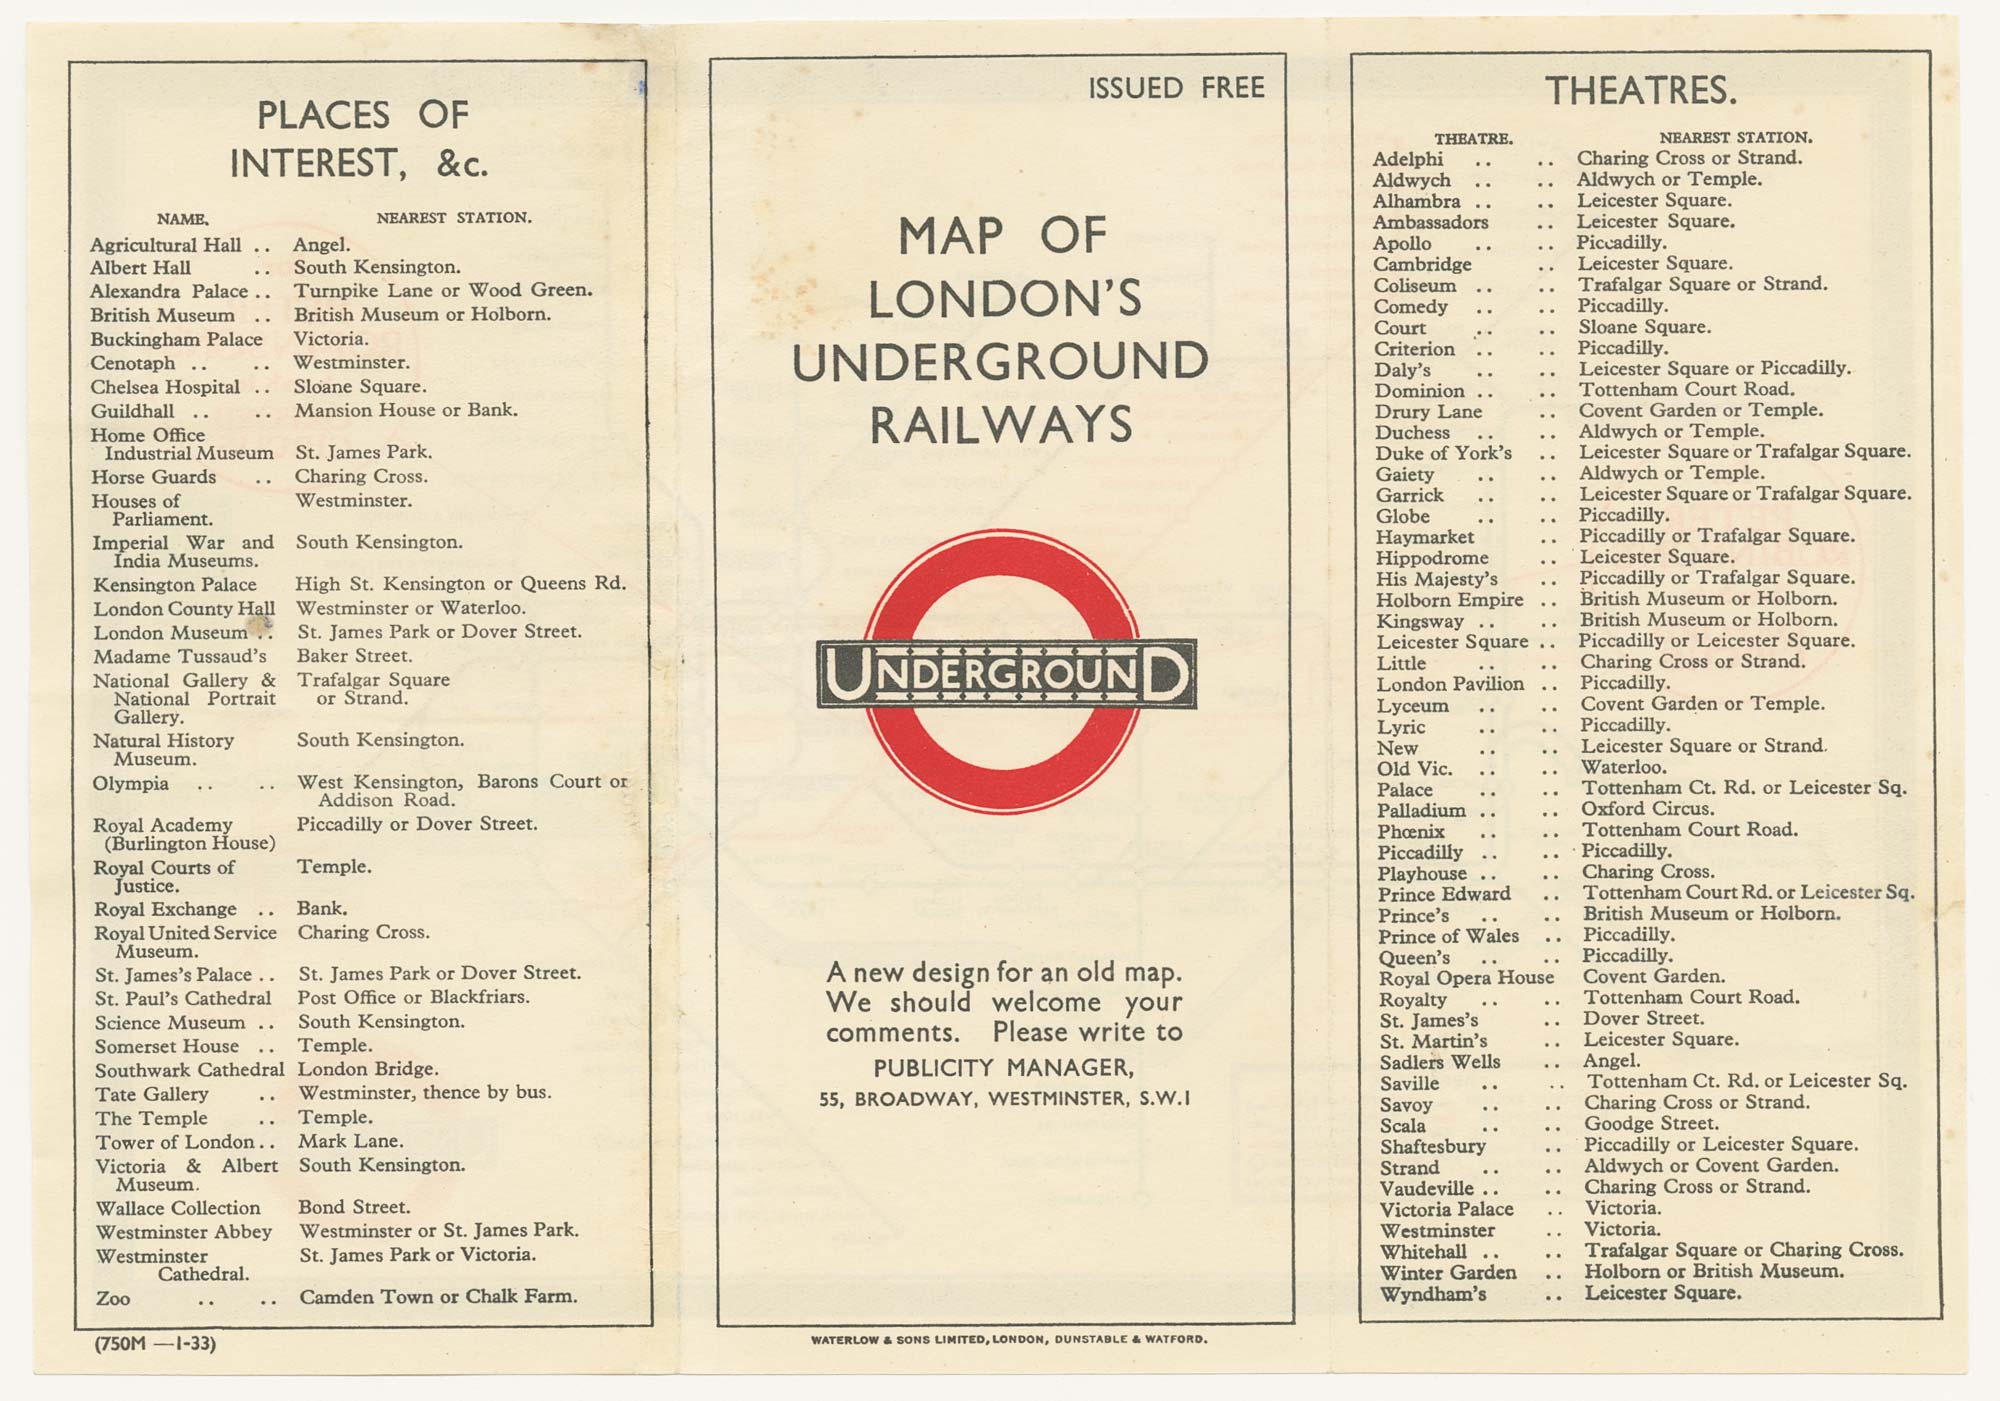 PLACES OF
INTEREST, &c.
NAME. NEAREST STATION.
Agricultural Hall .. Angel.
Albert Hall .. South Kensington.
Alexandra Palace .. Turnpike Lane or Wood Green.
British Museum .. British Museum or Holborn.
Buckingham Palace Victoria.
Cenotaph .. .. Westminster.
Chelsea Hospital .. Sloane Square.
Guildhall .. .. Mansion House or Bank.
Home Office
Industrial Museum St. James Park.
Horse Guards .. Charing Cross.
Houses of Westminster.
Parliament.
Imperial War and South Kensington.
India Museums.
Kensington Palace High St. Kensington or Queens Rd.
London County Hall Westminster or Waterloo.
London Museum .. St. James Park or Dover Street.
Madame Tussaud's Baker Street.
National Gallery & Trafalgar Square
National Portrait or Strand.
Gallery.
Natural History South Kensington.
Museum.
Olympia .. .. West Kensington, Barons Court or
Addison Road.
Royal Academy Piccadilly or Dover Street.
(Burlington House)
Royal Courts of Temple.
Justice.
Royal Exchange .. Bank.
Royal United Service Charing Cross.
Museum.
St. James's Palace .. St. James Park or Dover Street.
St. Paul's Cathedral Post Office or Blackfriars.
Science Museum .. South Kensington.
Somerset House .. Temple.
Southwark Cathedral London Bridge.
Tate Gallery .. Westminster, thence by bus.
The Temple .. Temple.
Tower of London .. Mark Lane.
Victoria & Albert South Kensington.
Museum.
Wallace Collection Bond Street.
Westminster Abbey Westminster or St. James Park.
Westminster St. James Park or Victoria.
Cathedral.
Zoo .. .. Camden Town or Chalk Farm.
(750M —1-33)
ISSUED FREE
MAP OF
LONDON'S
UNDERGROUND
RAILWAYS
UNDERGROUND
A new design for an old map.
We should welcome your
comments. Please write to
PUBLICITY MANAGER,
55, BROADWAY, WESTMINSTER, S.W.1
WATERLOW & SONS LIMITED, LONDON, DUNSTABLE & WATFORD.
THEATRES.
THEATRE. NEAREST STATION.
Adelphi .. .. Charing Cross or Strand.
Aldwych .. .. Aldwych or Temple.
Alhambra .. .. Leicester Square.
Ambassadors .. Leicester Square.
Apollo .. .. Piccadilly.
Cambridge .. Leicester Square.
Coliseum .. .. Trafalgar Square or Strand.
Comedy .. .. Piccadilly.
Court .. .. Sloane Square.
Criterion .. .. Piccadilly.
Daly's .. .. Leicester Square or Piccadilly.
Dominion .. .. Tottenham Court Road.
Drury Lane .. Covent Garden or Temple.
Duchess .. .. Aldwych or Temple.
Duke of York's .. Leicester Square or Trafalgar Square.
Gaiety .. .. Aldwych or Temple.
Garrick .. .. Leicester Square or Trafalgar Square.
Globe .. .. Piccadilly.
Haymarket .. Piccadilly or Trafalgar Square.
Hippodrome .. Leicester Square.
His Majesty's .. Piccadilly or Trafalgar Square.
Holborn Empire .. British Museum or Holborn.
Kingsway .. .. British Museum or Holborn.
Leicester Square .. Piccadilly or Leicester Square.
Little .. .. Charing Cross or Strand.
London Pavilion .. Piccadilly.
Lyceum .. .. Covent Garden or Temple.
Lyric .. .. Piccadilly.
New .. .. Leicester Square or Strand.
Old Vic. .. .. Waterloo.
Palace .. .. Tottenham Ct. Rd. or Leicester Sq.
Palladium .. .. Oxford Circus.
Phœnix .. .. Tottenham Court Road.
Piccadilly .. .. Piccadilly.
Playhouse .. .. Charing Cross.
Prince Edward .. Tottenham Court Rd. or Leicester Sq.
Prince's .. .. British Museum or Holborn.
Prince of Wales .. Piccadilly.
Queen's .. .. Piccadilly.
Royal Opera House Covent Garden.
Royalty .. .. Tottenham Court Road.
St. James's .. Dover Street.
St. Martin's .. Leicester Square.
Sadlers Wells .. Angel.
Saville .. .. Tottenham Ct. Rd. or Leicester Sq.
Savoy .. .. Charing Cross or Strand.
Scala .. .. Goodge Street.
Shaftesbury .. Piccadilly or Leicester Square.
Strand .. .. Aldwych or Covent Garden.
Vaudeville .. .. Charing Cross or Strand.
Victoria Palace .. Victoria.
Westminster .. Victoria.
Whitehall .. .. Trafalgar Square or Charing Cross.
Winter Garden .. Holborn or British Museum.
Wyndham's .. Leicester Square.